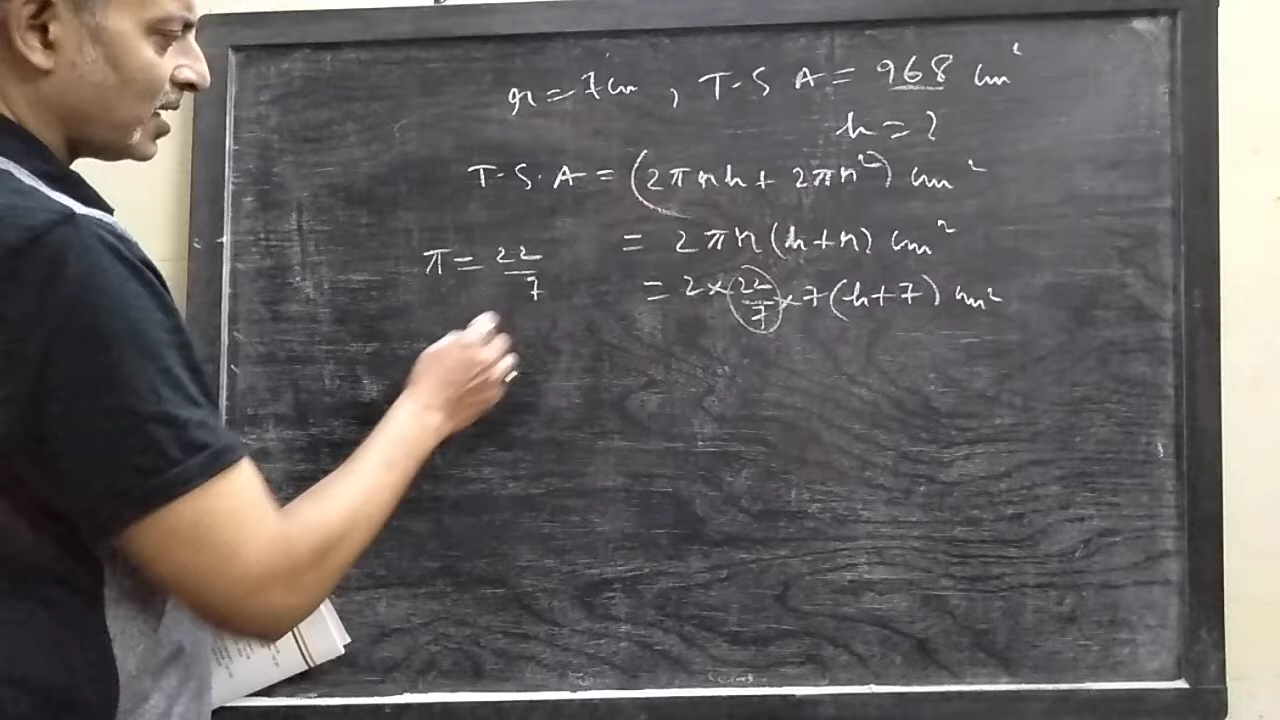 r = 7 cm, T.S A = 968 cm²
h = ?
T.S.A = (2πrh + 2πr²) cm²
= 2πr(h+r) cm²
π = 22/7
= 2 × 22/7 × 7 (h+7) cm²